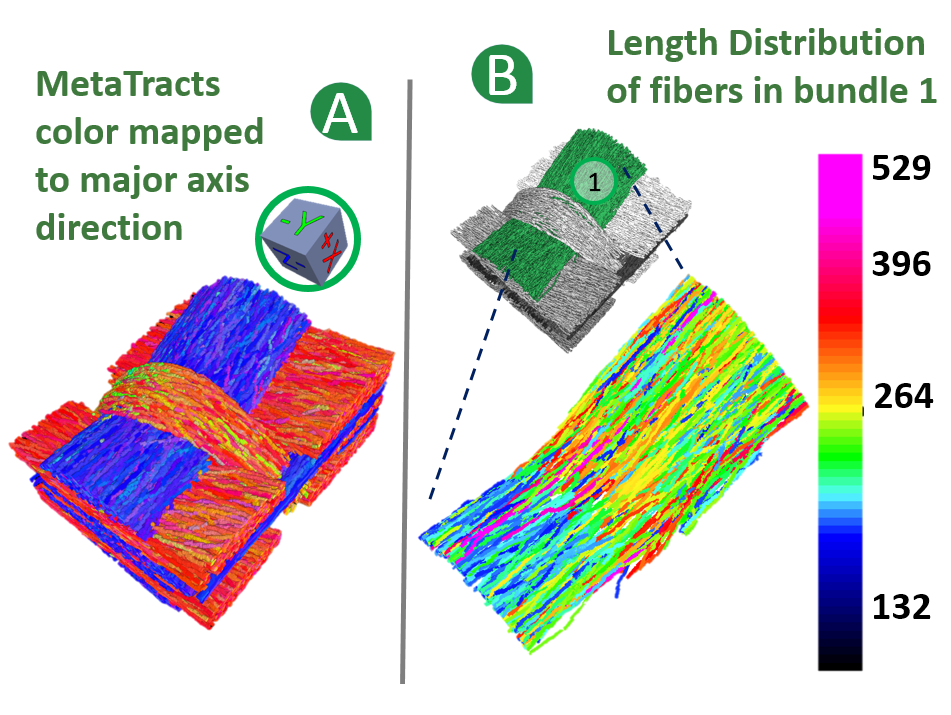 MetaTracts
color mapped
to major axis
direction
A
-Y
-Z
+X
B
Length Distribution
of fibers in bundle 1
1
529
396
264
132